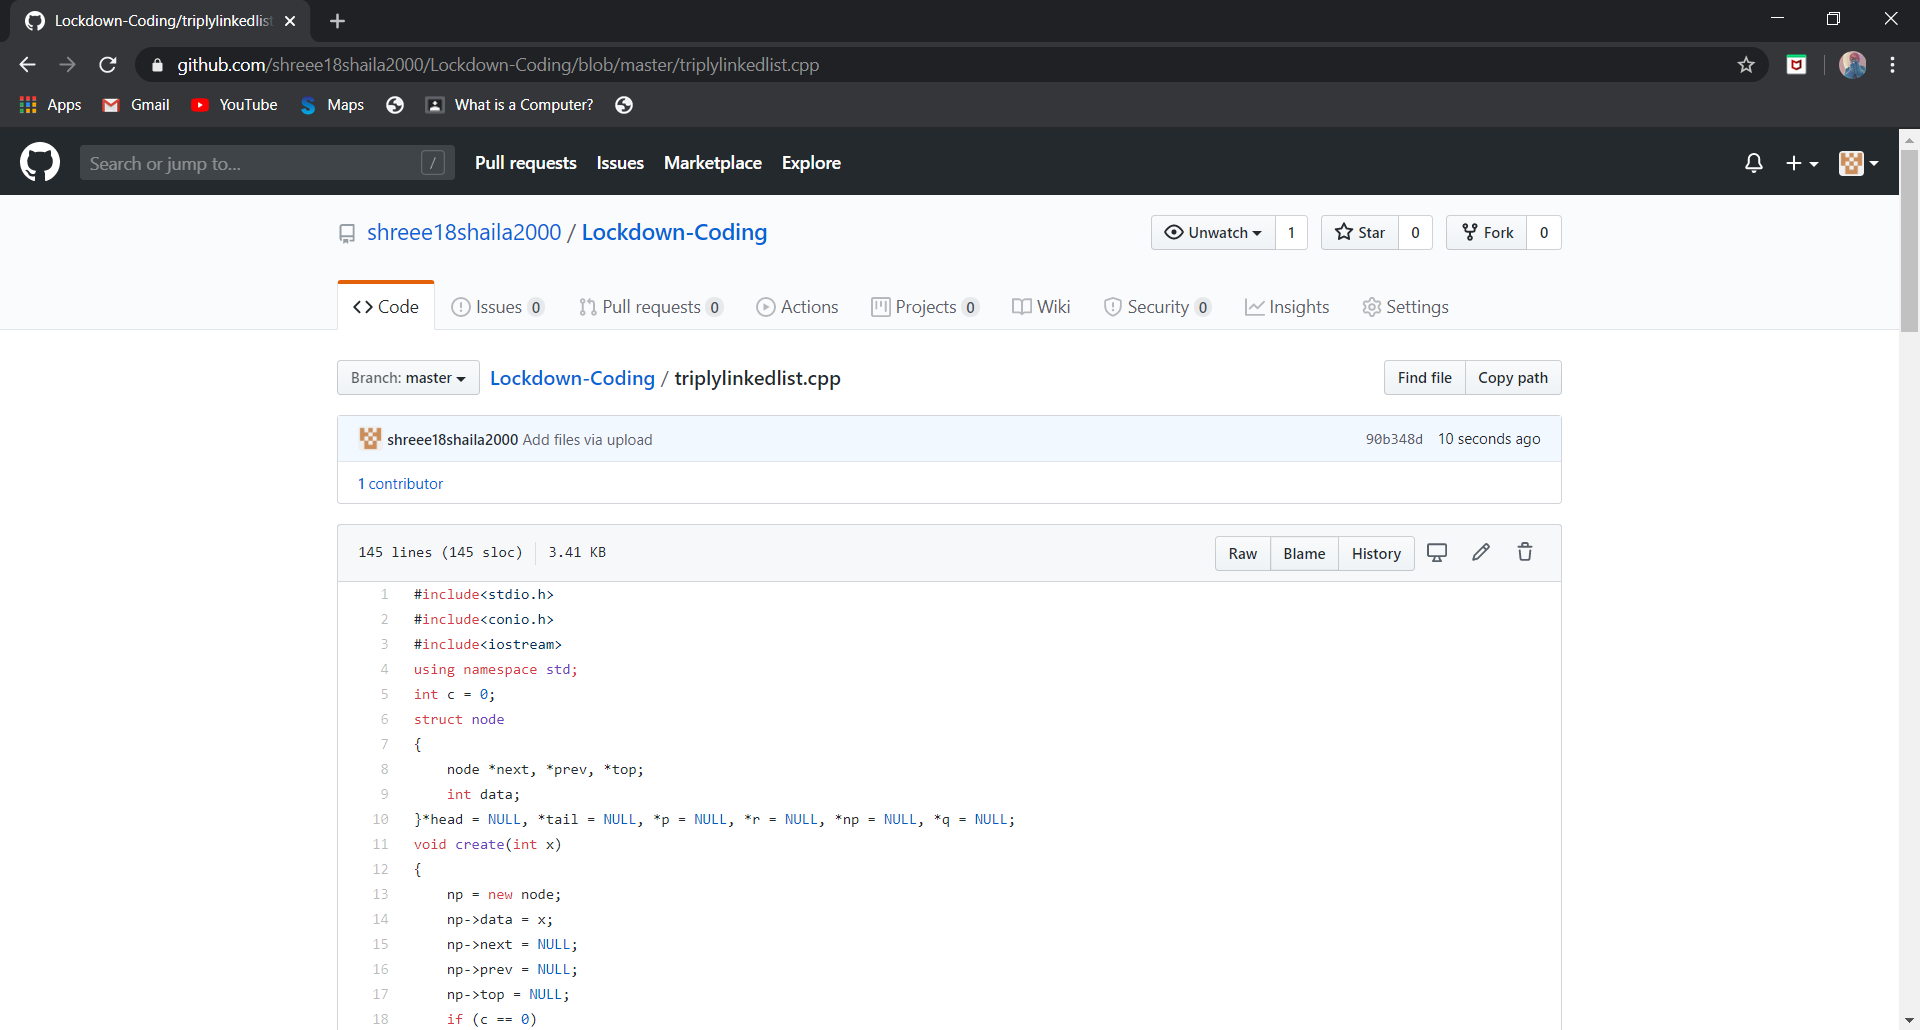 Lockdown-Coding/triplylinkedlist
github.com/shreee18shaila2000/Lockdown-Coding/blob/master/triplylinkedlist.cpp
Apps Gmail YouTube Maps What is a Computer?
Search or jump to... / Pull requests Issues Marketplace Explore
shreee18shaila2000 / Lockdown-Coding Unwatch 1 Star 0 Fork 0
Code Issues 0 Pull requests 0 Actions Projects 0 Wiki Security 0 Insights Settings
Branch: master Lockdown-Coding / triplylinkedlist.cpp Find file Copy path
shreee18shaila2000 Add files via upload 90b348d 10 seconds ago
1 contributor
145 lines (145 sloc) 3.41 KB Raw Blame History
1 #include<stdio.h>
2 #include<conio.h>
3 #include<iostream>
4 using namespace std;
5 int c = 0;
6 struct node
7 {
8     node *next, *prev, *top;
9     int data;
10 }*head = NULL, *tail = NULL, *p = NULL, *r = NULL, *np = NULL, *q = NULL;
11 void create(int x)
12 {
13     np = new node;
14     np->data = x;
15     np->next = NULL;
16     np->prev = NULL;
17     np->top = NULL;
18     if (c == 0)